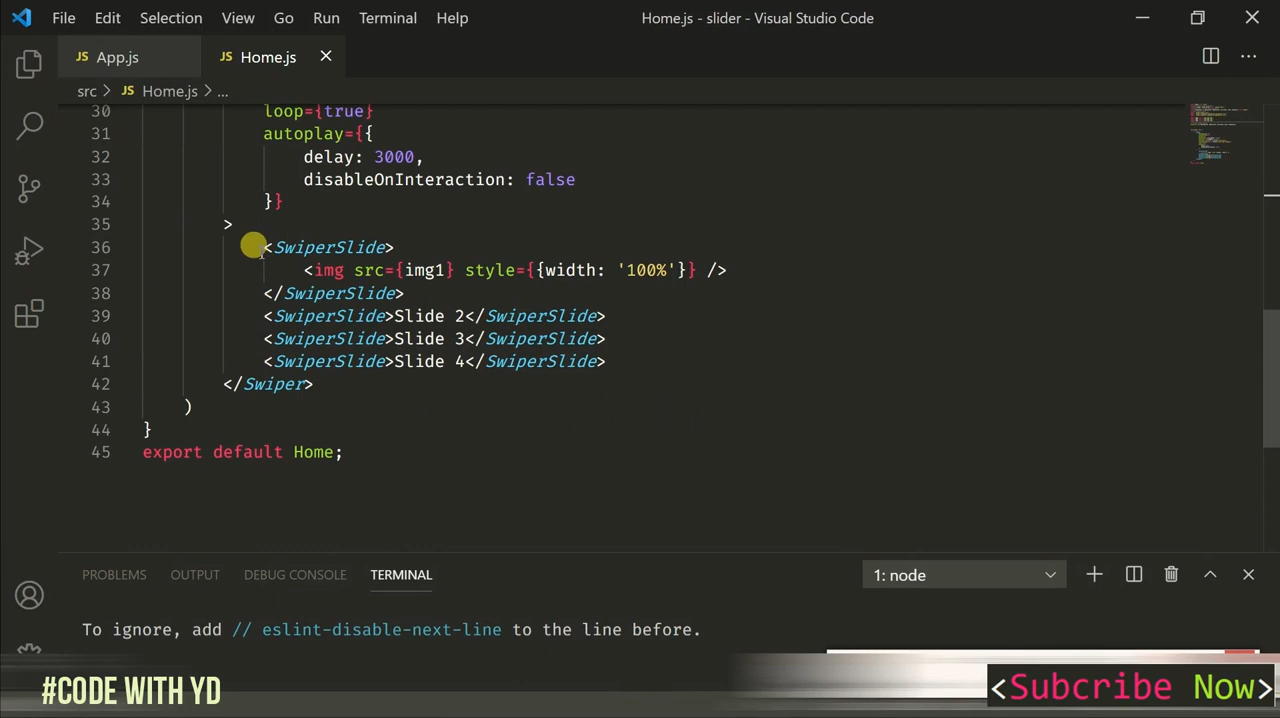 File Edit Selection View Go Run Terminal Help Home.js - slider - Visual Studio Code
JS App.js JS Home.js
src > JS Home.js > ...
30 loop={true}
31 autoplay={{
32 delay: 3000,
33 disableOnInteraction: false
34 }}
35 >
36 <SwiperSlide>
37 <img src={img1} style={{width: '100%'}} />
38 </SwiperSlide>
39 <SwiperSlide>Slide 2</SwiperSlide>
40 <SwiperSlide>Slide 3</SwiperSlide>
41 <SwiperSlide>Slide 4</SwiperSlide>
42 </Swiper>
43 )
44 }
45 export default Home;
PROBLEMS OUTPUT DEBUG CONSOLE TERMINAL 1: node
To ignore, add // eslint-disable-next-line to the line before.
#CODE WITH YD <Subcribe Now>